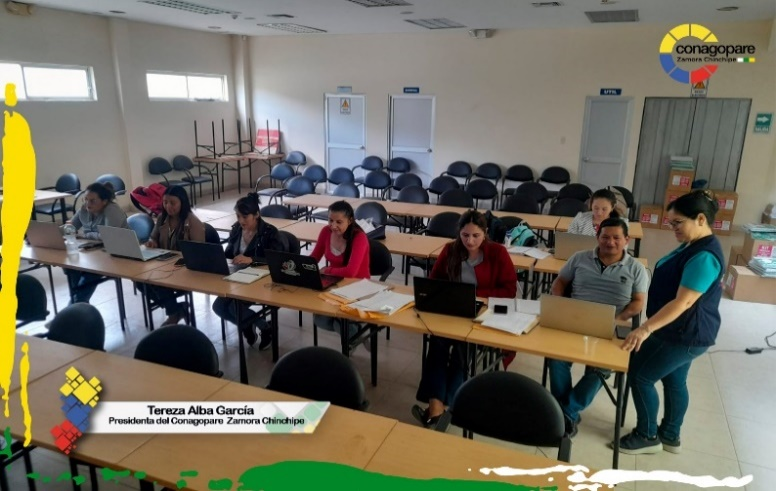 conagopare
Zamora Chinchipe
Tereza Alba García
Presidenta del Conagopare Zamora Chinchipe